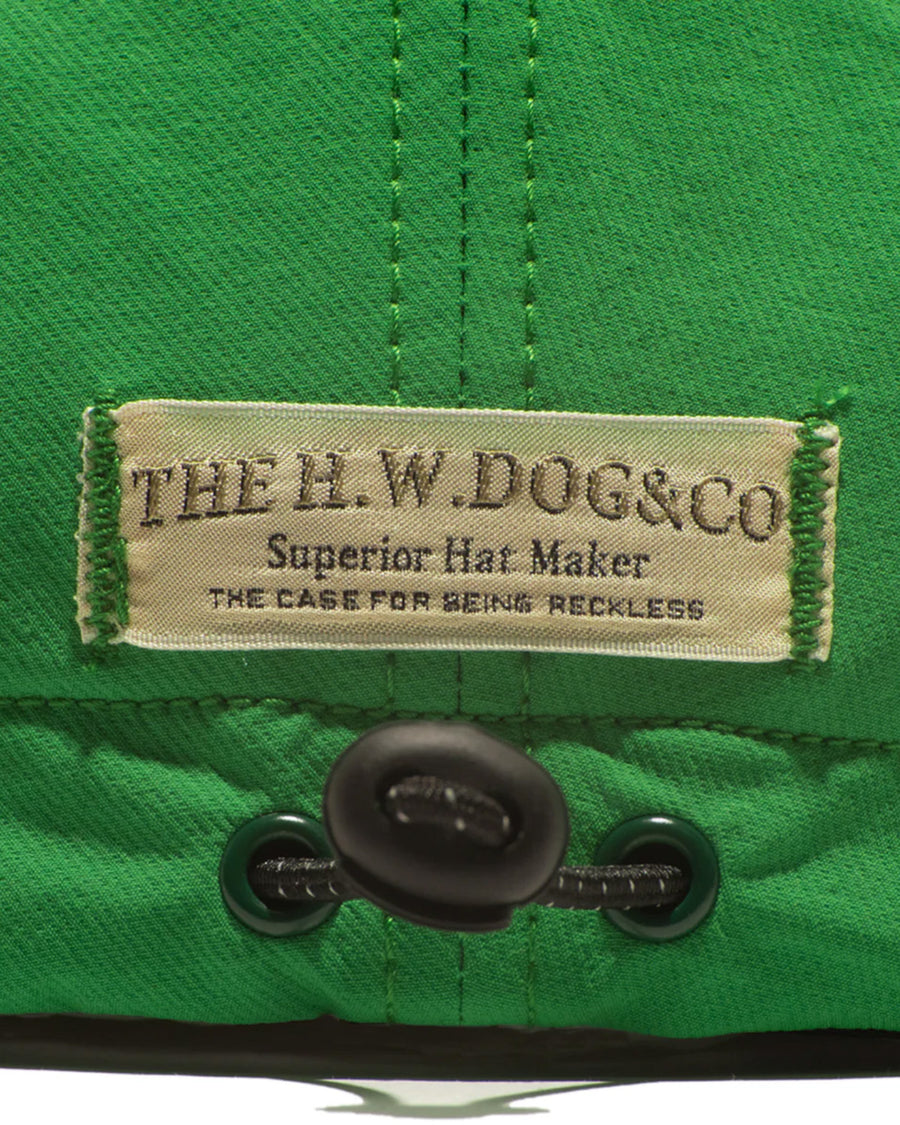 THE H.W.DOG&CO
Superior Hat Maker
THE CASE FOR BEING RECKLESS